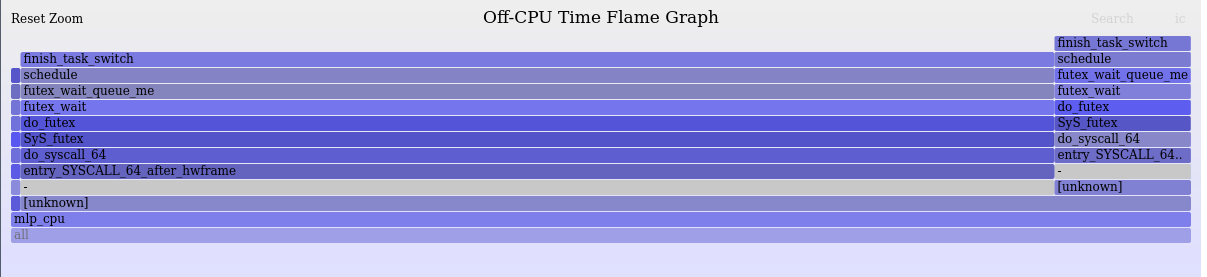 Reset Zoom
Off-CPU Time Flame Graph
Search
ic
finish_task_switch
finish_task_switch
schedule
schedule
futex_wait_queue_me
futex_wait_queue_me
futex_wait
futex_wait
do_futex
do_futex
SyS_futex
SyS_futex
do_syscall_64
do_syscall_64
entry_SYSCALL_64..
entry_SYSCALL_64_after_hwframe
-
-
[unknown]
[unknown]
mlp_cpu
all